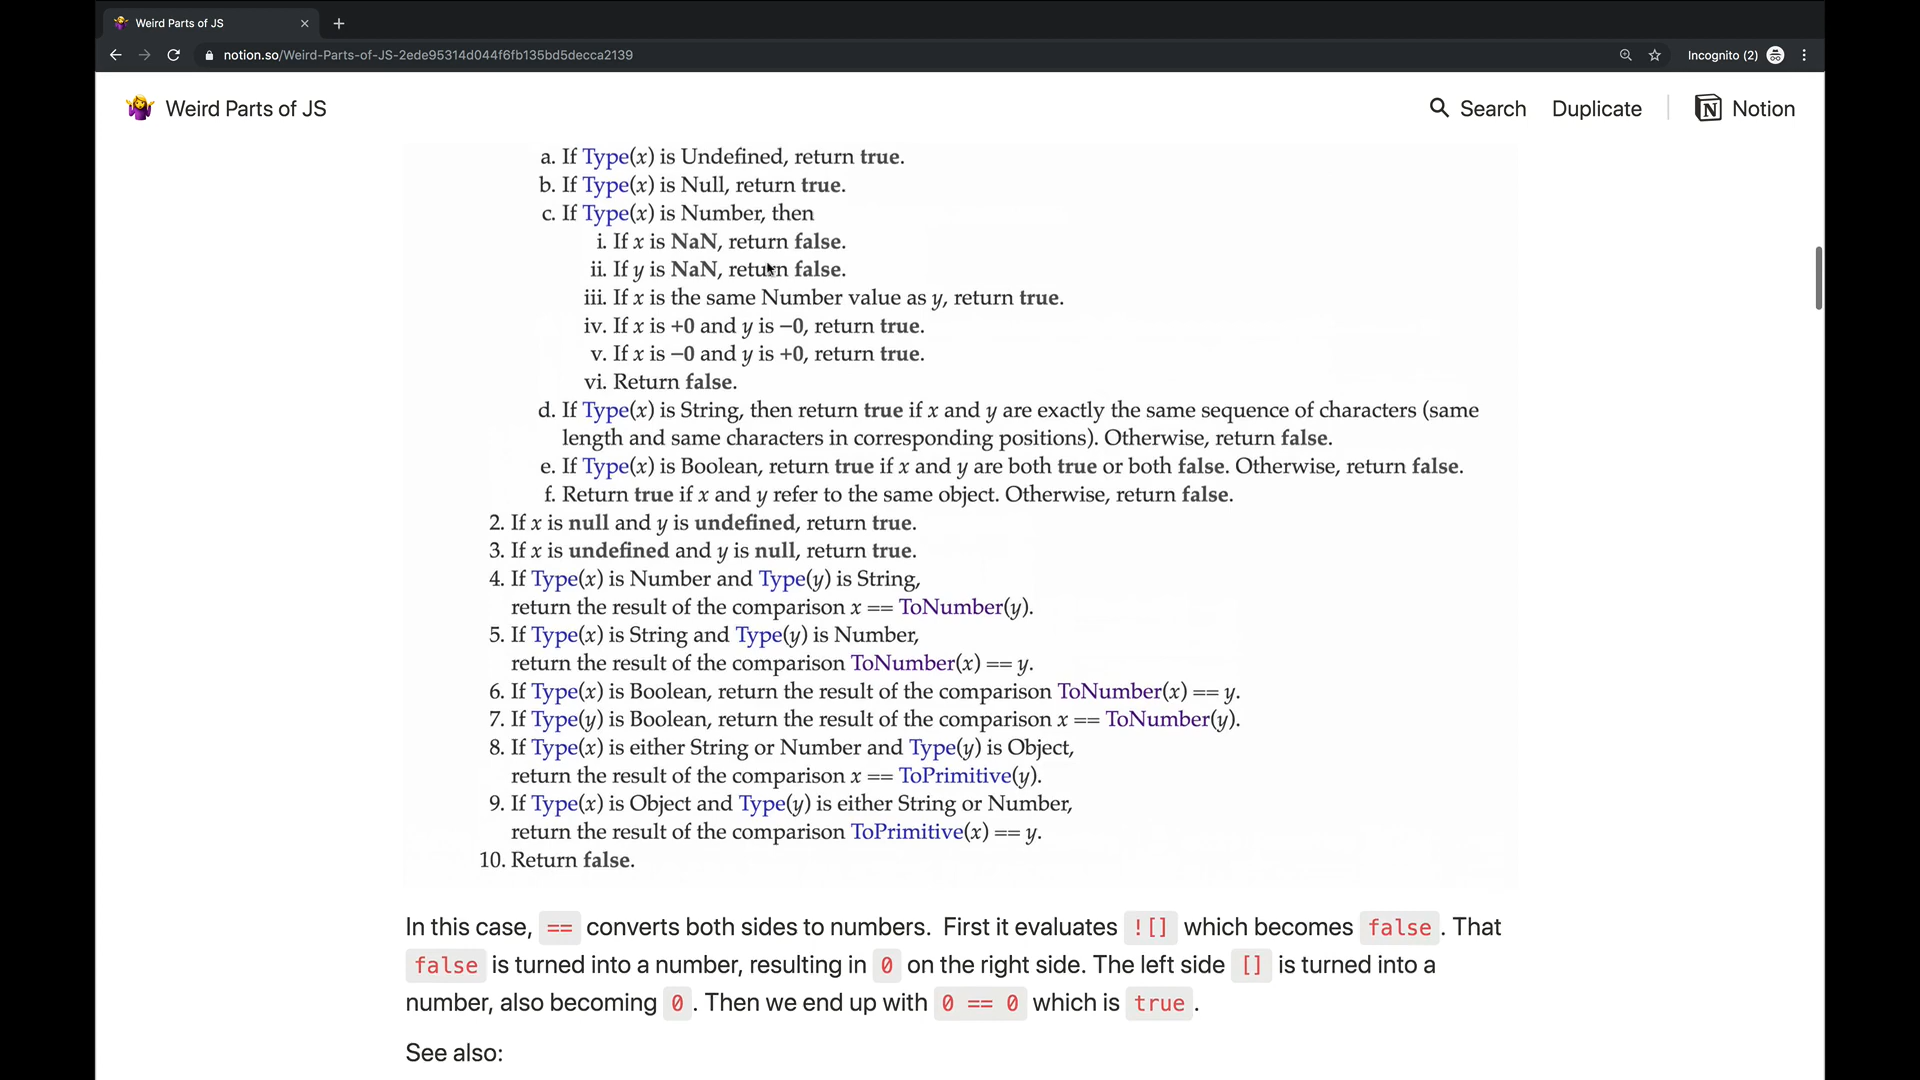 Weird Parts of JS
notion.so/Weird-Parts-of-JS-2ede95314d044f6fb135bd5decca2139
Incognito (2)
Weird Parts of JS
Search
Duplicate
Notion
a. If Type(x) is Undefined, return true.
b. If Type(x) is Null, return true.
c. If Type(x) is Number, then
i. If x is NaN, return false.
ii. If y is NaN, return false.
iii. If x is the same Number value as y, return true.
iv. If x is +0 and y is −0, return true.
v. If x is −0 and y is +0, return true.
vi. Return false.
d. If Type(x) is String, then return true if x and y are exactly the same sequence of characters (same
length and same characters in corresponding positions). Otherwise, return false.
e. If Type(x) is Boolean, return true if x and y are both true or both false. Otherwise, return false.
f. Return true if x and y refer to the same object. Otherwise, return false.
2. If x is null and y is undefined, return true.
3. If x is undefined and y is null, return true.
4. If Type(x) is Number and Type(y) is String,
return the result of the comparison x == ToNumber(y).
5. If Type(x) is String and Type(y) is Number,
return the result of the comparison ToNumber(x) == y.
6. If Type(x) is Boolean, return the result of the comparison ToNumber(x) == y.
7. If Type(y) is Boolean, return the result of the comparison x == ToNumber(y).
8. If Type(x) is either String or Number and Type(y) is Object,
return the result of the comparison x == ToPrimitive(y).
9. If Type(x) is Object and Type(y) is either String or Number,
return the result of the comparison ToPrimitive(x) == y.
10. Return false.
In this case, == converts both sides to numbers. First it evaluates ![] which becomes false. That
false is turned into a number, resulting in 0 on the right side. The left side [] is turned into a
number, also becoming 0. Then we end up with 0 == 0 which is true.
See also: